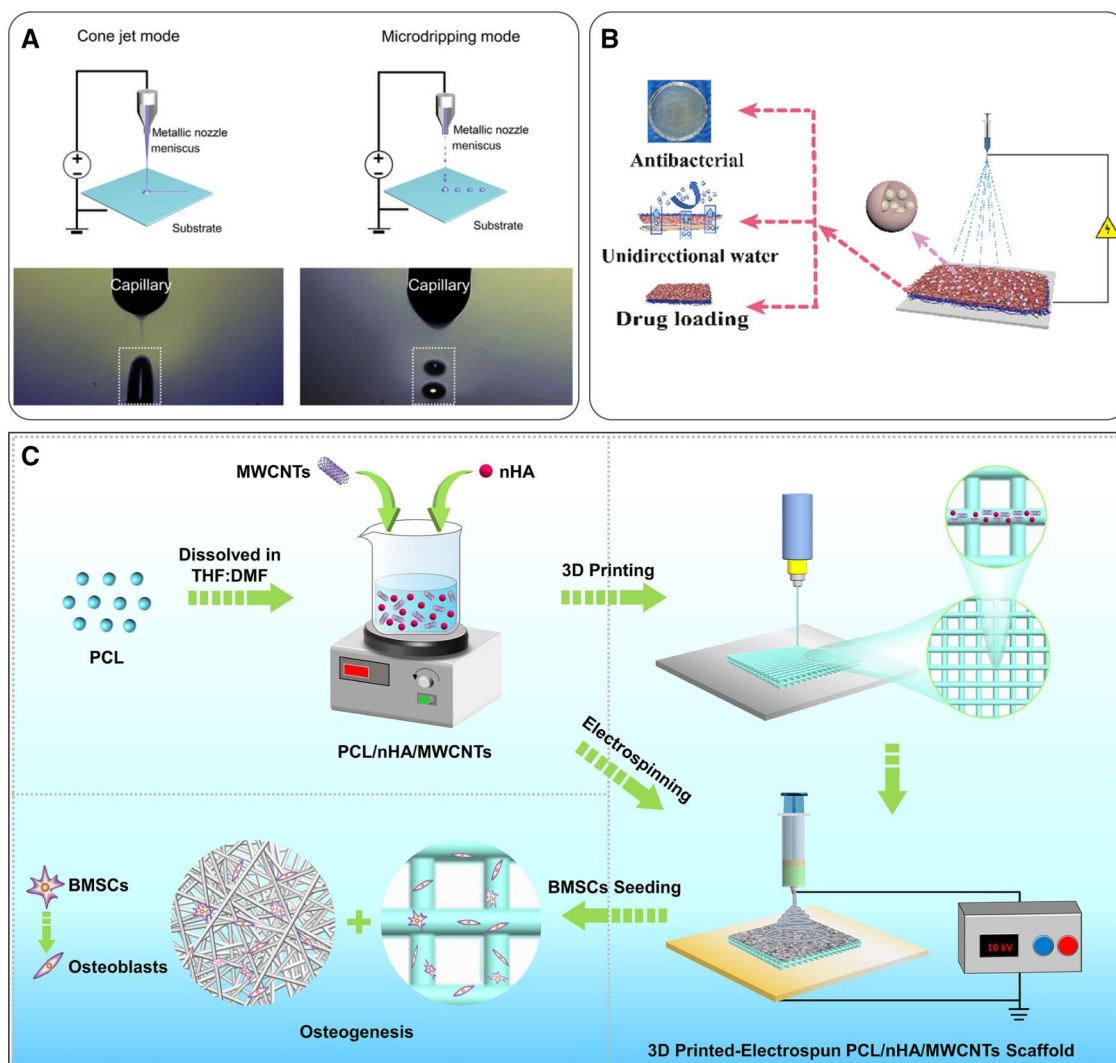 A
Cone jet mode
Metallic nozzle
meniscus
+
−
Substrate
Microdripping mode
Metallic nozzle
meniscus
+
−
Substrate
Capillary
Capillary
B
Antibacterial
Unidirectional water
Drug loading
C
MWCNTs
nHA
Dissolved in
THF:DMF
PCL
PCL/nHA/MWCNTs
3D Printing
Electrospinning
BMSCs Seeding
10 kV
3D Printed-Electrospun PCL/nHA/MWCNTs Scaffold
BMSCs
Osteoblasts
+
Osteogenesis